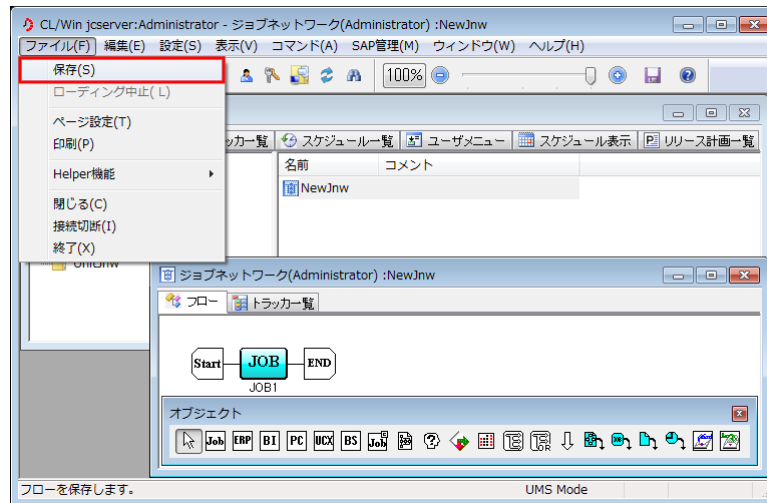 CL/Win jcserver:Administrator - ジョブネットワーク(Administrator) :NewJnw
ファイル(F) 編集(E) 設定(S) 表示(V) コマンド(A) SAP管理(M) ウィンドウ(W) ヘルプ(H)
保存(S)
100%
ローディング中止( L)
ページ設定(T)
印刷(P)
Helper機能
閉じる(C)
接続切断(I)
終了(X)
ッカ一覧 スケジュール一覧 ユーザメニュー スケジュール表示 リリース計画一覧
名前 コメント
NewJnw
ジョブネットワーク(Administrator) :NewJnw
フロー トラッカ一覧
Start JOB END
JOB1
オブジェクト
Job ERP BI PC UCX BS Job
フローを保存します。 UMS Mode